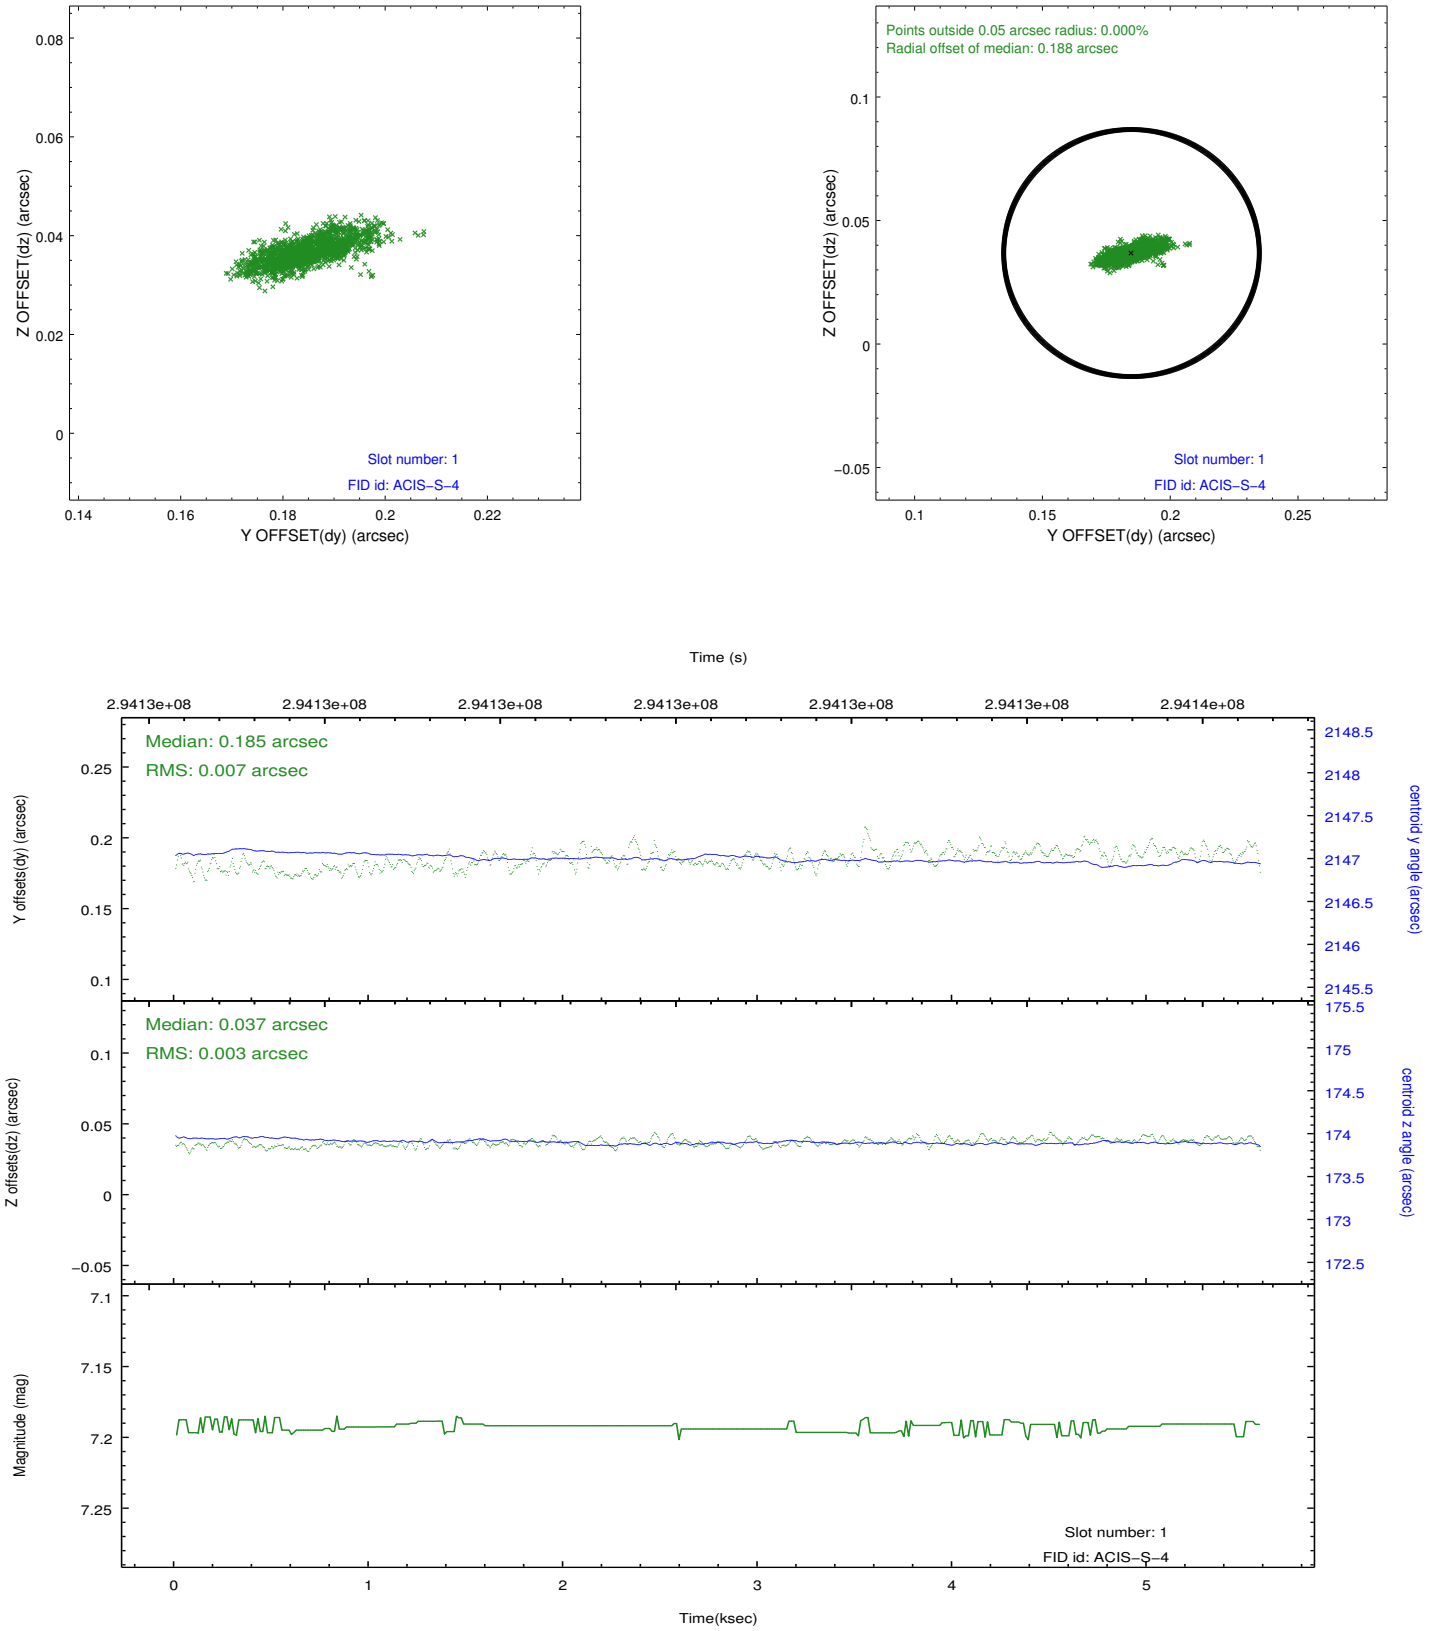 0.08
0.06
0.04
0.02
0
Z OFFSET(dz) (arcsec)
Slot number: 1
FID id: ACIS−S−4
0.14 0.16 0.18 0.2 0.22
Y OFFSET(dy) (arcsec)
Points outside 0.05 arcsec radius: 0.000%
Radial offset of median: 0.188 arcsec
0.1
0.05
0
−0.05
Z OFFSET(dz) (arcsec)
Slot number: 1
FID id: ACIS−S−4
0.1 0.15 0.2 0.25
Y OFFSET(dy) (arcsec)
Time (s)
2.9413e+08 2.9413e+08 2.9413e+08 2.9413e+08 2.9413e+08 2.9413e+08 2.9414e+08
Median: 0.185 arcsec
RMS: 0.007 arcsec
0.25
0.2
0.15
0.1
Y offsets(dy) (arcsec)
2148.5
2148
2147.5
2147
2146.5
2146
2145.5
centroid y angle (arcsec)
Median: 0.037 arcsec
RMS: 0.003 arcsec
0.1
0.05
0
−0.05
Z offsets(dz) (arcsec)
175.5
175
174.5
174
173.5
173
172.5
centroid z angle (arcsec)
7.1
7.15
7.2
7.25
Magnitude (mag)
Slot number: 1
FID id: ACIS−S−4
0 1 2 3 4 5
Time(ksec)